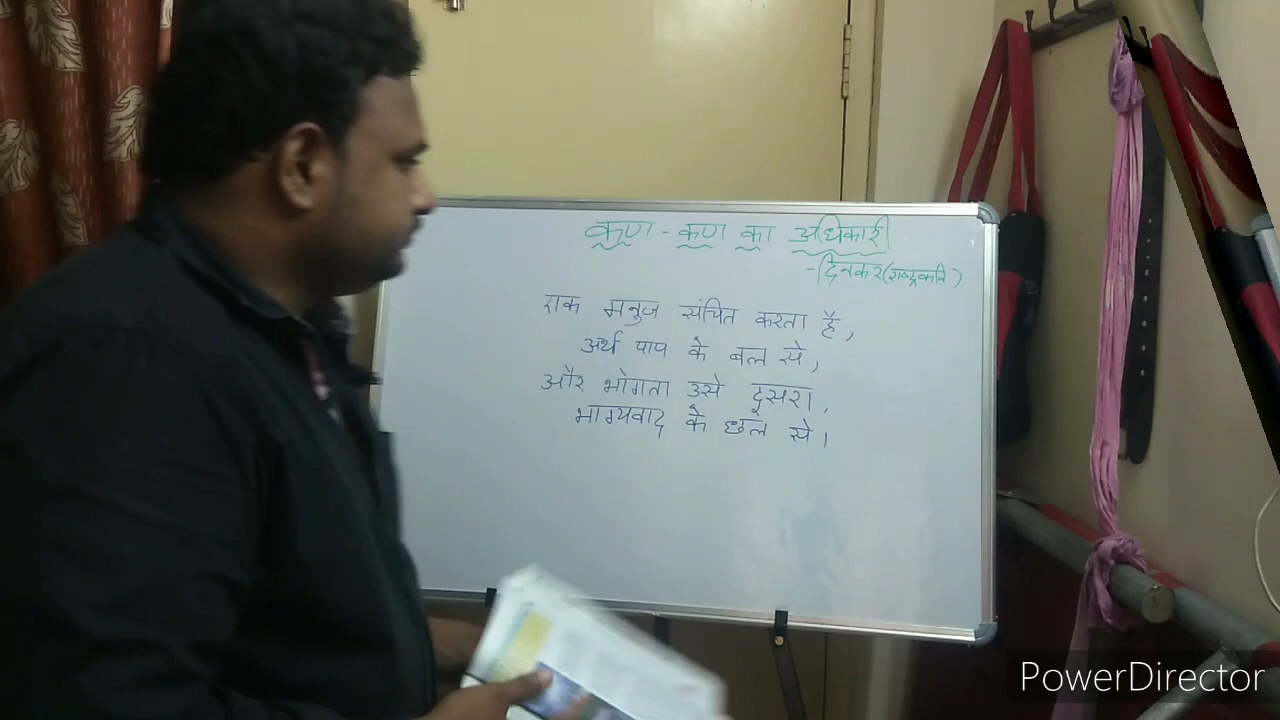 कण - कण का अधिकारी
- दिनकर (राष्ट्रकवि)
एक मनुज संचित करता है,
अर्थ पाप के बल से,
और भोगता उसे दूसरा,
भाग्यवाद के छल से।
PowerDirector